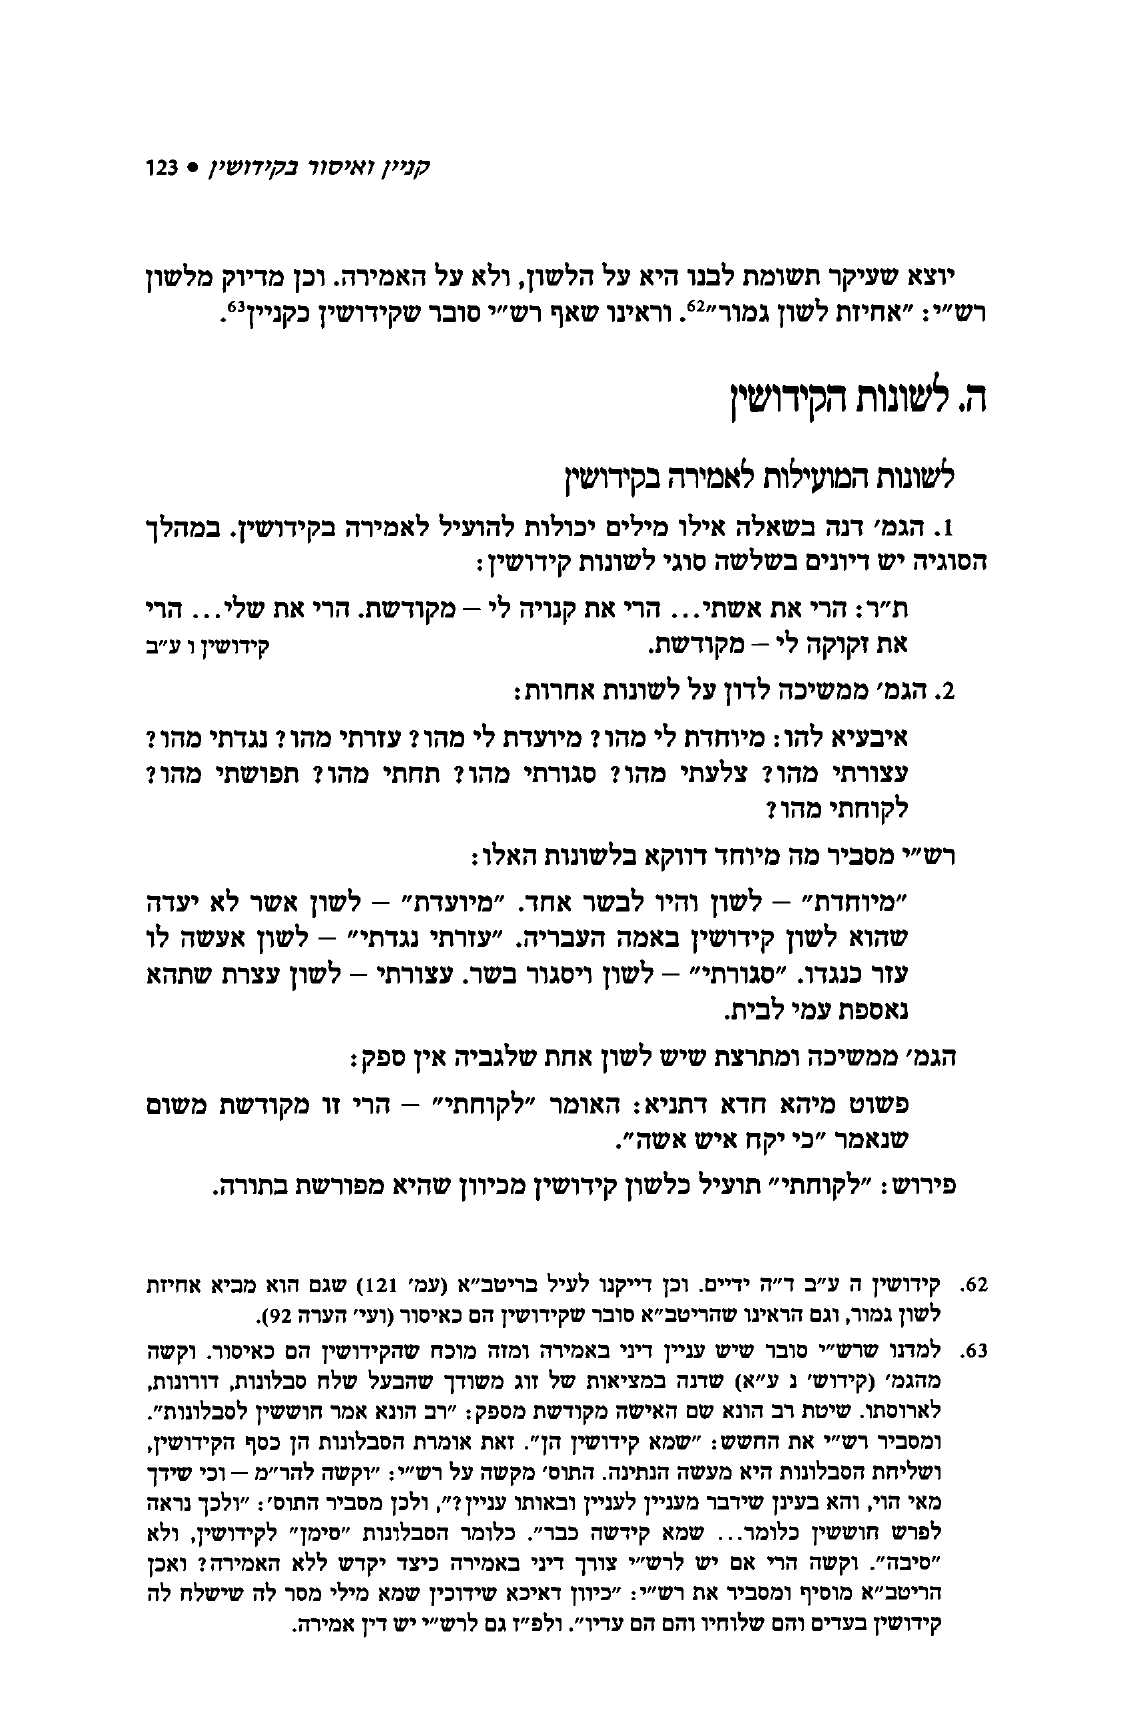 קניין ואיסור בקידושין • 123
יוצא שעיקר תשומת לבנו היא על הלשון, ולא על האמירה. וכן מדיוק מלשון
רש״י: ״אחיזת לשון גמור״62. וראינו שאף רש״י סובר שקידושין כקניין63.
ה. לשונות הקידושין
לשונות המועילות לאמירה בקידושין
1. הגמ׳ דנה בשאלה אילו מילים יכולות להועיל לאמירה בקידושין. במהלך
הסוגיה יש דיונים בשלשה סוגי לשונות קידושין:
ת״ר: הרי את אשתי... הרי את קנויה לי – מקודשת. הרי את שלי... הרי
את זקוקה לי – מקודשת. קידושין ו ע״ב
2. הגמ׳ ממשיכה לדון על לשונות אחרות:
איבעיא להו: מיוחדת לי מהו? מיועדת לי מהו? עזרתי מהו? נגדתי מהו?
עצורתי מהו? צלעתי מהו? סגורתי מהו? תחתי מהו? תפושתי מהו?
לקוחתי מהו?
רש״י מסביר מה מיוחד דווקא בלשונות האלו:
״מיוחדת״ – לשון והיו לבשר אחד. ״מיועדת״ – לשון אשר לא יעדה
שהוא לשון קידושין באמה העבריה. ״עזרתי נגדתי״ – לשון אעשה לו
עזר כנגדו. ״סגורתי״ – לשון ויסגור בשר. עצורתי – לשון עצרת שתהא
נאספת עמי לבית.
הגמ׳ ממשיכה ומתרצת שיש לשון אחת שלגביה אין ספק:
פשוט מיהא חדא דתניא: האומר ״לקוחתי״ – הרי זו מקודשת משום
שנאמר ״כי יקח איש אשה״.
פירוש: ״לקוחתי״ תועיל כלשון קידושין מכיוון שהיא מפורשת בתורה.
62. קידושין ה ע״ב ד״ה ידיים. וכן דייקנו לעיל בריטב״א (עמ׳ 121) שגם הוא מביא אחיזת
לשון גמור, וגם הראינו שהריטב״א סובר שקידושין הם כאיסור (ועי׳ הערה 92).
63. למדנו שרש״י סובר שיש עניין דיני באמירה ומזה מוכח שהקידושין הם כאיסור. וקשה
מהגמ׳ (קידוש׳ נ ע״א) שדנה במציאות של זוג משודך שהבעל שלח סבלונות, דורונות,
לארוסתו. שיטת רב הונא שם האישה מקודשת מספק: ״רב הונא אמר חוששין לסבלונות״.
ומסביר רש״י את החשש: ״שמא קידושין הן״. זאת אומרת הסבלונות הן כסף הקידושין,
ושליחת הסבלונות היא מעשה הנתינה. התוס׳ מקשה על רש״י: ״וקשה להר״מ – וכי שידך
מאי הוי, והא בעינן שידבר מעניין לעניין ובאותו עניין?״, ולכן מסביר התוס׳: ״ולכך נראה
לפרש חוששין כלומר... שמא קידשה כבר״. כלומר הסבלונות ״סימן״ לקידושין, ולא
״סיבה״. וקשה הרי אם יש לרש״י צורך דיני באמירה כיצד יקדש ללא האמירה? ואכן
הריטב״א מוסיף ומסביר את רש״י: ״כיוון דאיכא שידוכין שמא מילי מסר לה שישלח לה
קידושין בעדים והם שלוחיו והם הם עדיו״. ולפ״ז גם לרש״י יש דין אמירה.